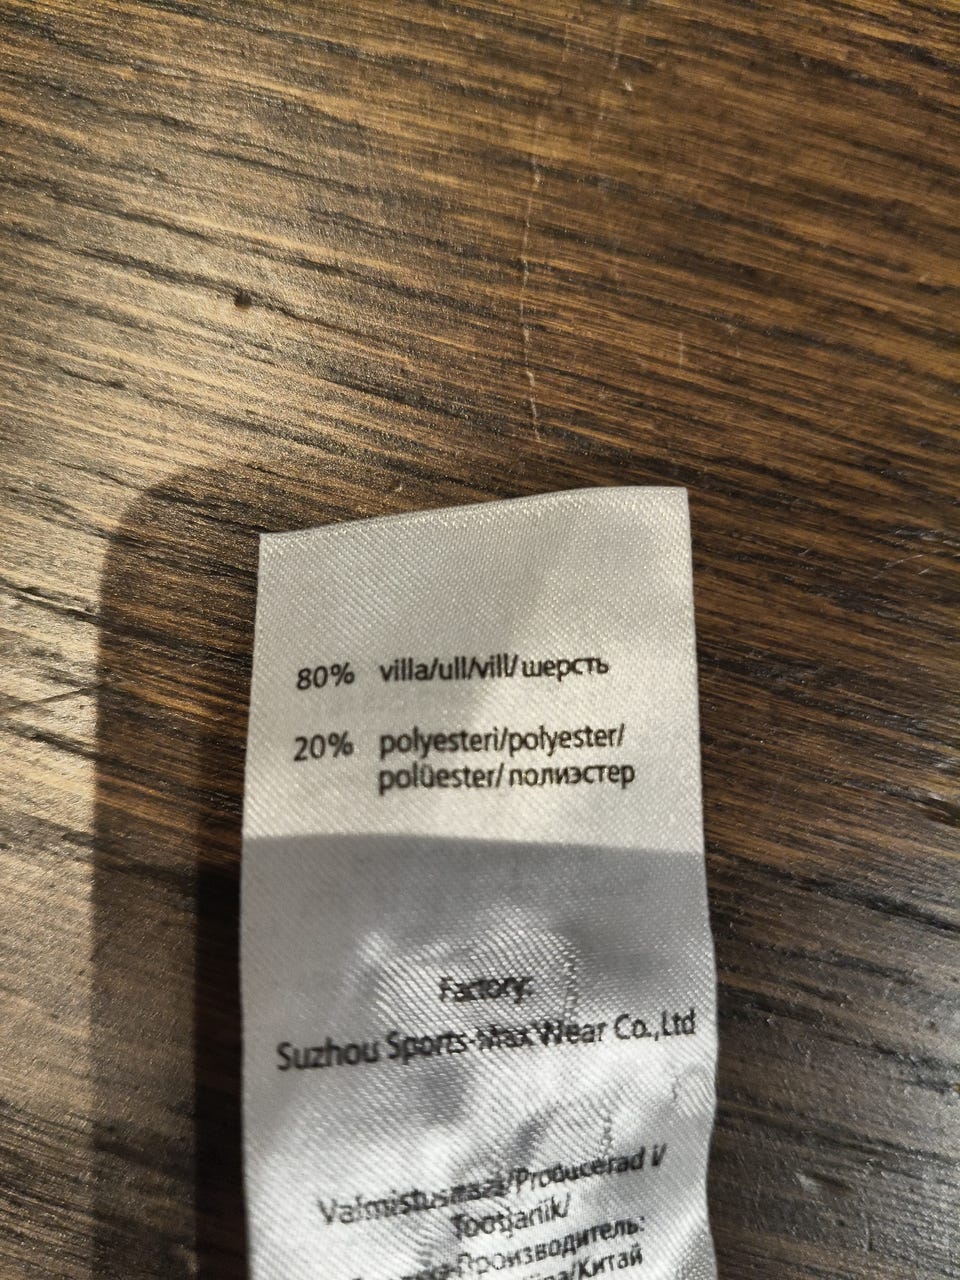 80% villa/ull/vill/шерсть
20% polyesteri/polyester/
polüester/полиэстер
Factory:
Suzhou Sports-Max Wear Co.,Ltd
Valmistusmaa/Producerad i/
Tootjariik/
Производитель:
/Китай